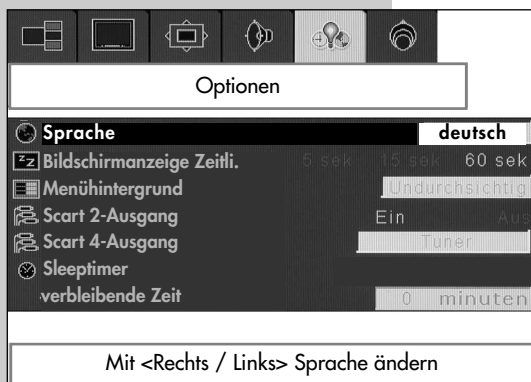 Optionen
Sprache deutsch
Bildschirmanzeige Zeitli. 5 sek 15 sek 60 sek
Menühintergrund Undurchsichtig
Scart 2-Ausgang Ein Aus
Scart 4-Ausgang Tuner
Sleeptimer
verbleibende Zeit 0 minuten
Mit <Rechts / Links> Sprache ändern